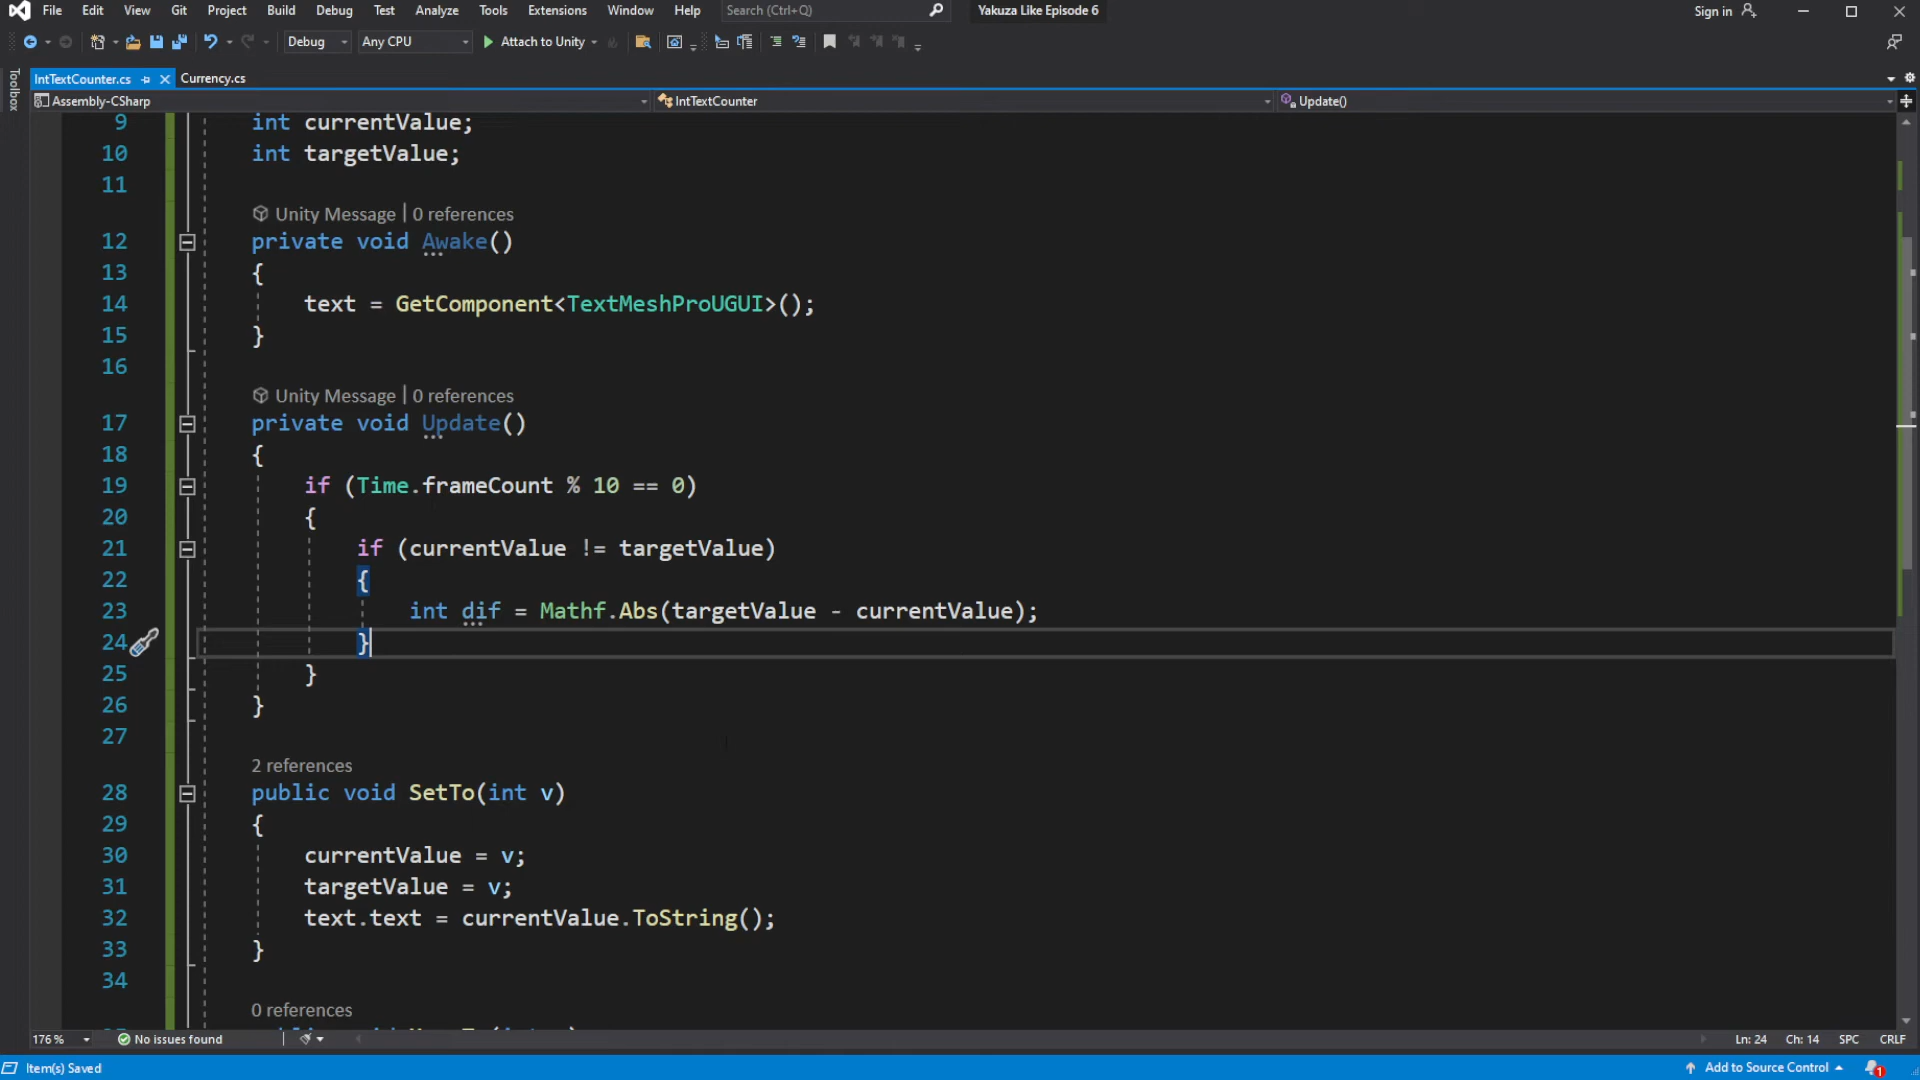 File Edit View Git Project Build Debug Test Analyze Tools Extensions Window Help Search (Ctrl+Q) Yakuza Like Episode 6 Sign in
Debug Any CPU Attach to Unity
Toolbox
IntTextCounter.cs Currency.cs
Assembly-CSharp IntTextCounter Update()
9 int currentValue;
10 int targetValue;
11
Unity Message | 0 references
12 private void Awake()
13 {
14 text = GetComponent<TextMeshProUGUI>();
15 }
16
Unity Message | 0 references
17 private void Update()
18 {
19 if (Time.frameCount % 10 == 0)
20 {
21 if (currentValue != targetValue)
22 {
23 int dif = Mathf.Abs(targetValue - currentValue);
24 }
25 }
26 }
27
2 references
28 public void SetTo(int v)
29 {
30 currentValue = v;
31 targetValue = v;
32 text.text = currentValue.ToString();
33 }
34
0 references
176 % No issues found Ln: 24 Ch: 14 SPC CRLF
Item(s) Saved Add to Source Control 1